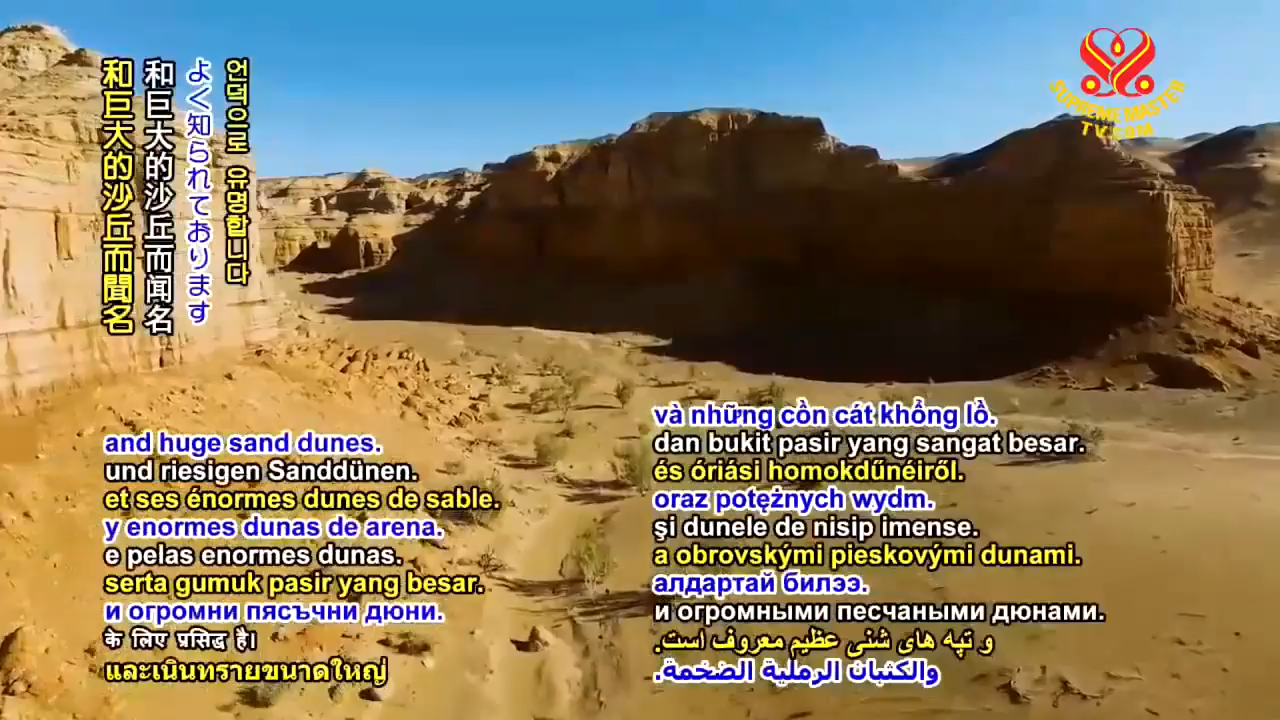 和巨大的沙丘而聞名
和巨大的沙丘而闻名
よく知られております
언덕이로 유명합니다
SUPREME MASTER
TV.COM
and huge sand dunes.
und riesigen Sanddünen.
et ses énormes dunes de sable.
y enormes dunas de arena.
e pelas enormes dunas.
serta gumuk pasir yang besar.
и огромни пясъчни дюни.
के लिए प्रसिद्ध है।
และเนินทรายขนาดใหญ่
và những cồn cát khổng lồ.
dan bukit pasir yang sangat besar.
és óriási homokdűnéiről.
oraz potężnych wydm.
şi dunele de nisip imense.
a obrovskými pieskovými dunami.
алдартай билээ.
и огромными песчаными дюнами.
و تپه های شنی عظیم معروف است.
والكثبان الرملية الضخمة.